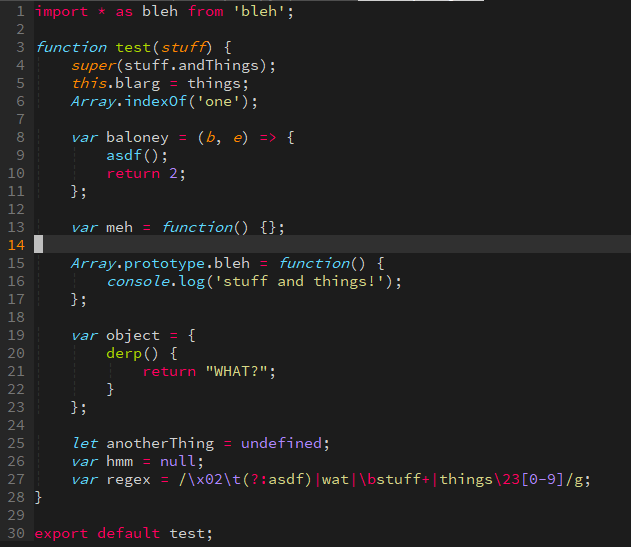 1 import * as bleh from 'bleh';
2
3 function test(stuff) {
4     super(stuff.andThings);
5     this.blarg = things;
6     Array.indexOf('one');
7
8     var baloney = (b, e) => {
9         asdf();
10         return 2;
11     };
12
13     var meh = function() {};
14
15     Array.prototype.bleh = function() {
16         console.log('stuff and things!');
17     };
18
19     var object = {
20         derp() {
21             return "WHAT?";
22         }
23     };
24
25     let anotherThing = undefined;
26     var hmm = null;
27     var regex = /\x02\t(?:asdf)|wat|\bstuff+|things\23[0-9]/g;
28 }
29
30 export default test;